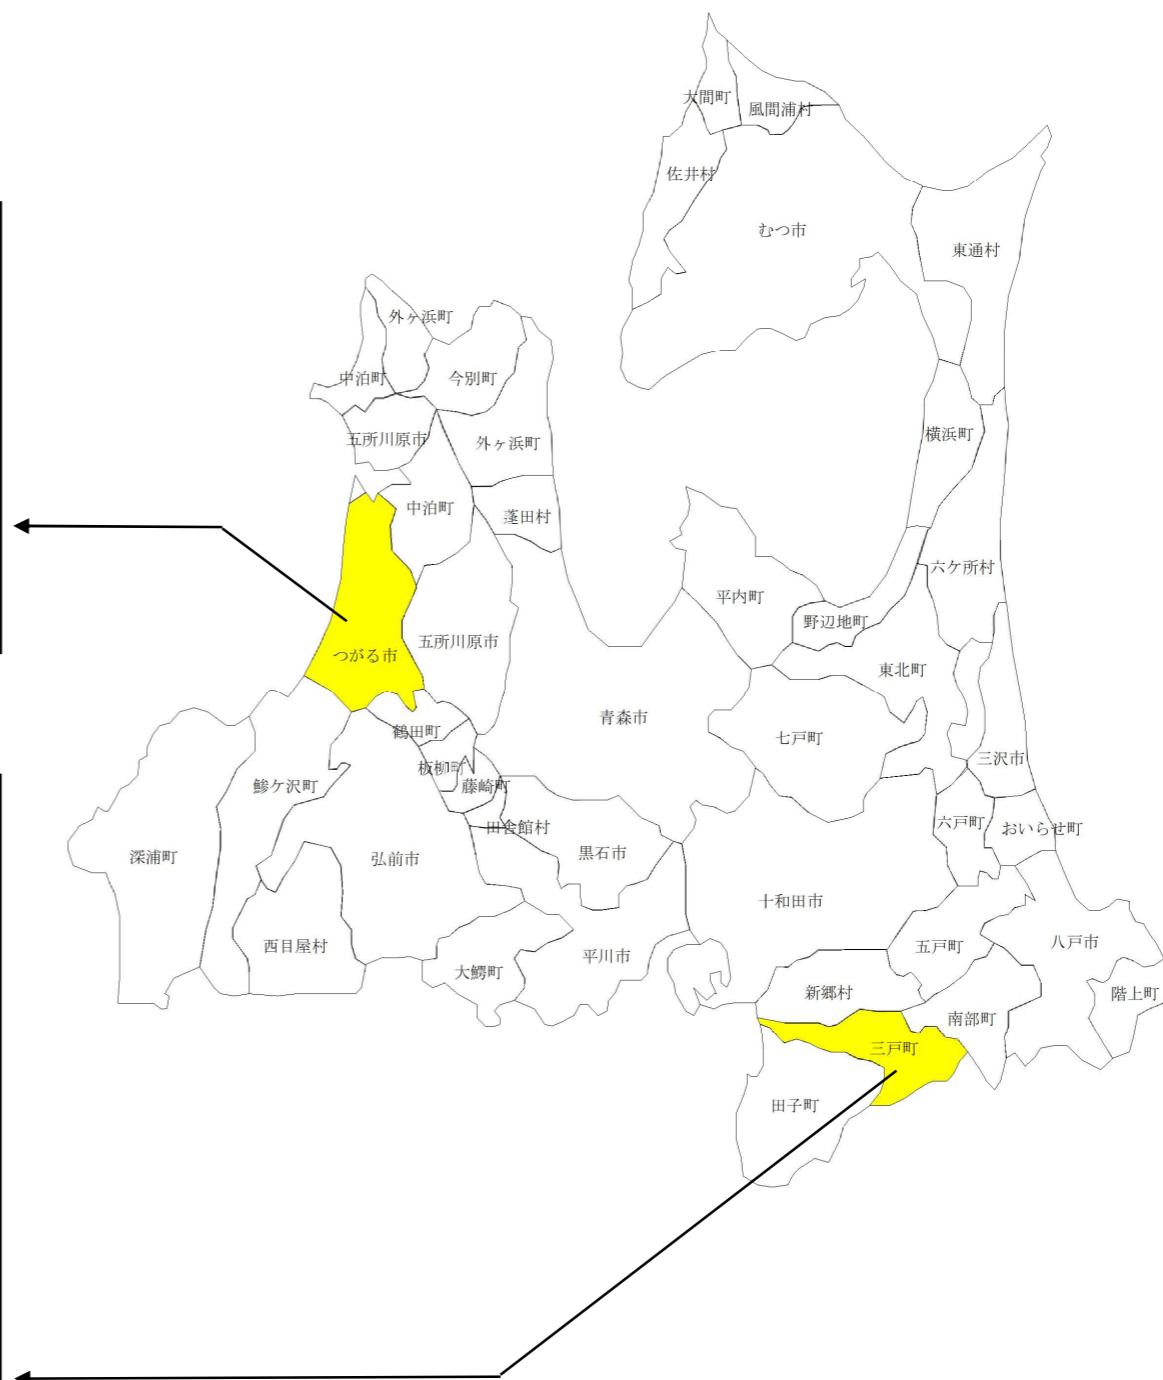 大間町
風間浦村
佐井村
むつ市
東通村
外ヶ浜町
中泊町
今別町
五所川原市
外ヶ浜町
横浜町
中泊町
蓬田村
六ケ所村
平内町
野辺地町
五所川原市
つがる市
東北町
青森市
鶴田町
七戸町
三沢市
板柳町
鰺ケ沢町
藤崎町
田舎館村
六戸町
おいらせ町
深浦町
弘前市
黒石市
十和田市
西目屋村
五戸町
八戸市
平川市
大鰐町
新郷村
階上町
南部町
三戸町
田子町